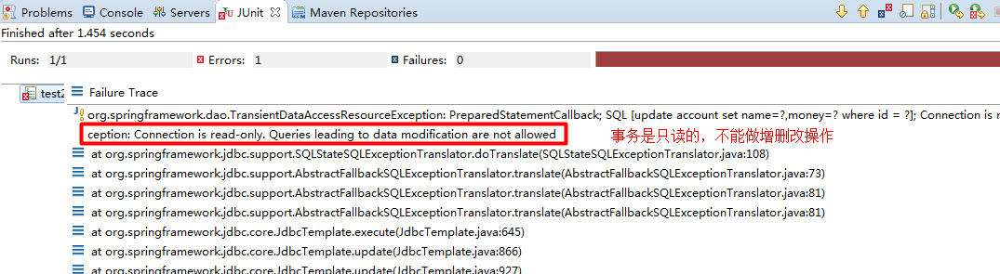 Problems Console Servers JUnit Maven Repositories
Finished after 1.454 seconds
Runs: 1/1 Errors: 1 Failures: 0
test2
Failure Trace
org.springframework.dao.TransientDataAccessResourceException: PreparedStatementCallback; SQL [update account set name=?,money=? where id = ?]; Connection is
ception: Connection is read-only. Queries leading to data modification are not allowed 事务是只读的，不能做增删改操作
at org.springframework.jdbc.support.SQLStateSQLExceptionTranslator.doTranslate(SQLStateSQLExceptionTranslator.java:108)
at org.springframework.jdbc.support.AbstractFallbackSQLExceptionTranslator.translate(AbstractFallbackSQLExceptionTranslator.java:73)
at org.springframework.jdbc.support.AbstractFallbackSQLExceptionTranslator.translate(AbstractFallbackSQLExceptionTranslator.java:81)
at org.springframework.jdbc.support.AbstractFallbackSQLExceptionTranslator.translate(AbstractFallbackSQLExceptionTranslator.java:81)
at org.springframework.jdbc.core.JdbcTemplate.execute(JdbcTemplate.java:645)
at org.springframework.jdbc.core.JdbcTemplate.update(JdbcTemplate.java:866)
at org.springframework.jdbc.core.JdbcTemplate.update(JdbcTemplate.java:927)